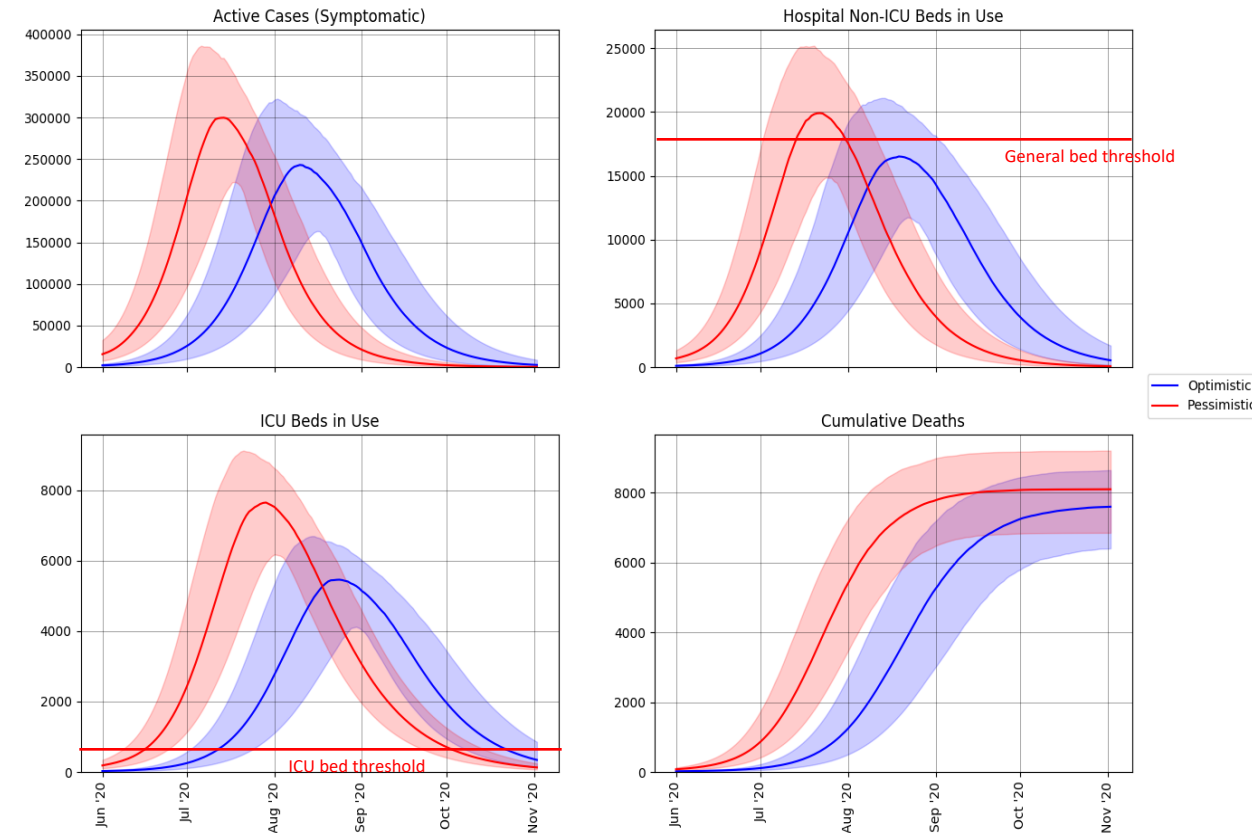 Active Cases (Symptomatic)
400000
350000
300000
250000
200000
150000
100000
50000
0
Hospital Non-ICU Beds in Use
25000
20000
15000
10000
5000
0
General bed threshold
Optimistic
Pessimistic
ICU Beds in Use
8000
6000
4000
2000
0
ICU bed threshold
Jun '20
Jul '20
Aug '20
Sep '20
Oct '20
Nov '20
Cumulative Deaths
8000
6000
4000
2000
0
Jun '20
Jul '20
Aug '20
Sep '20
Oct '20
Nov '20